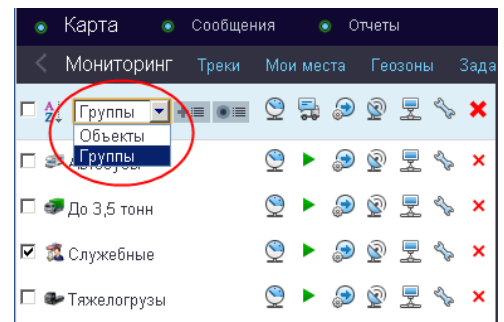 Карта Сообщения Отчеты
Мониторинг Треки Мои места Геозоны Зада
Группы
Объекты
Группы
До 3,5 тонн
Служебные
Тяжелогрузы